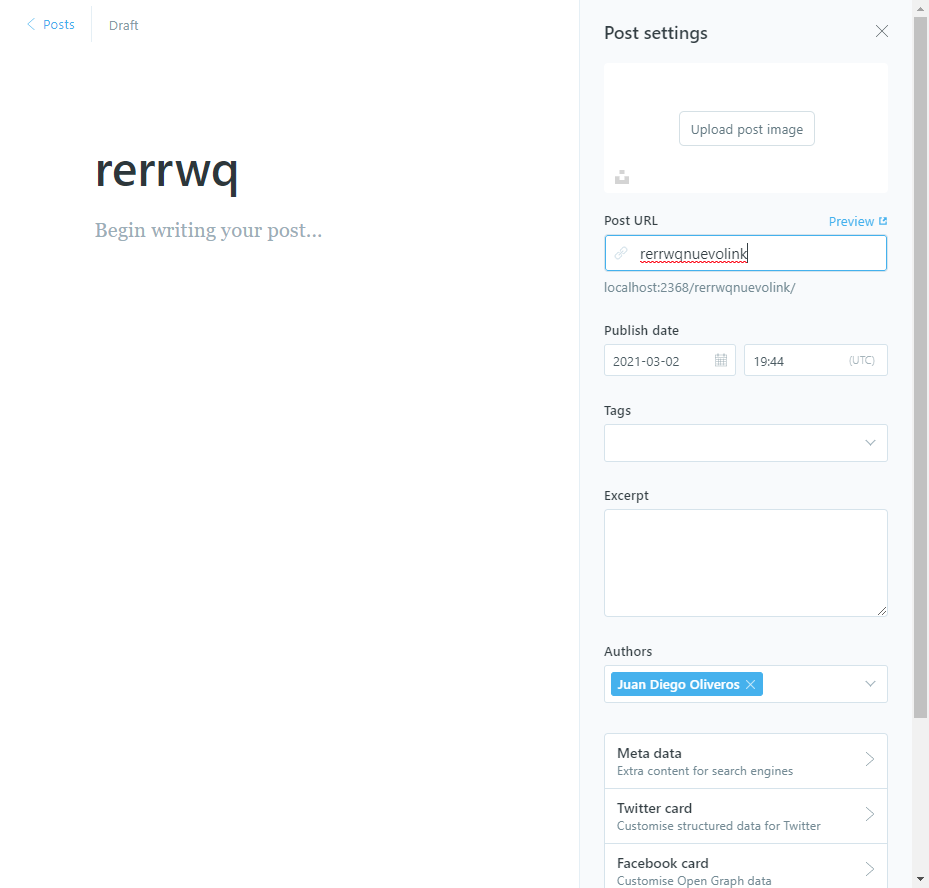 Posts
Draft
rerrwq
Begin writing your post...
Post settings
Upload post image
Post URL
Preview
rerrwqnuevolink
localhost:2368/rerrwqnuevolink/
Publish date
2021-03-02
19:44
(UTC)
Tags
Excerpt
Authors
Juan Diego Oliveros
Meta data
Extra content for search engines
Twitter card
Customise structured data for Twitter
Facebook card
Customise Open Graph data